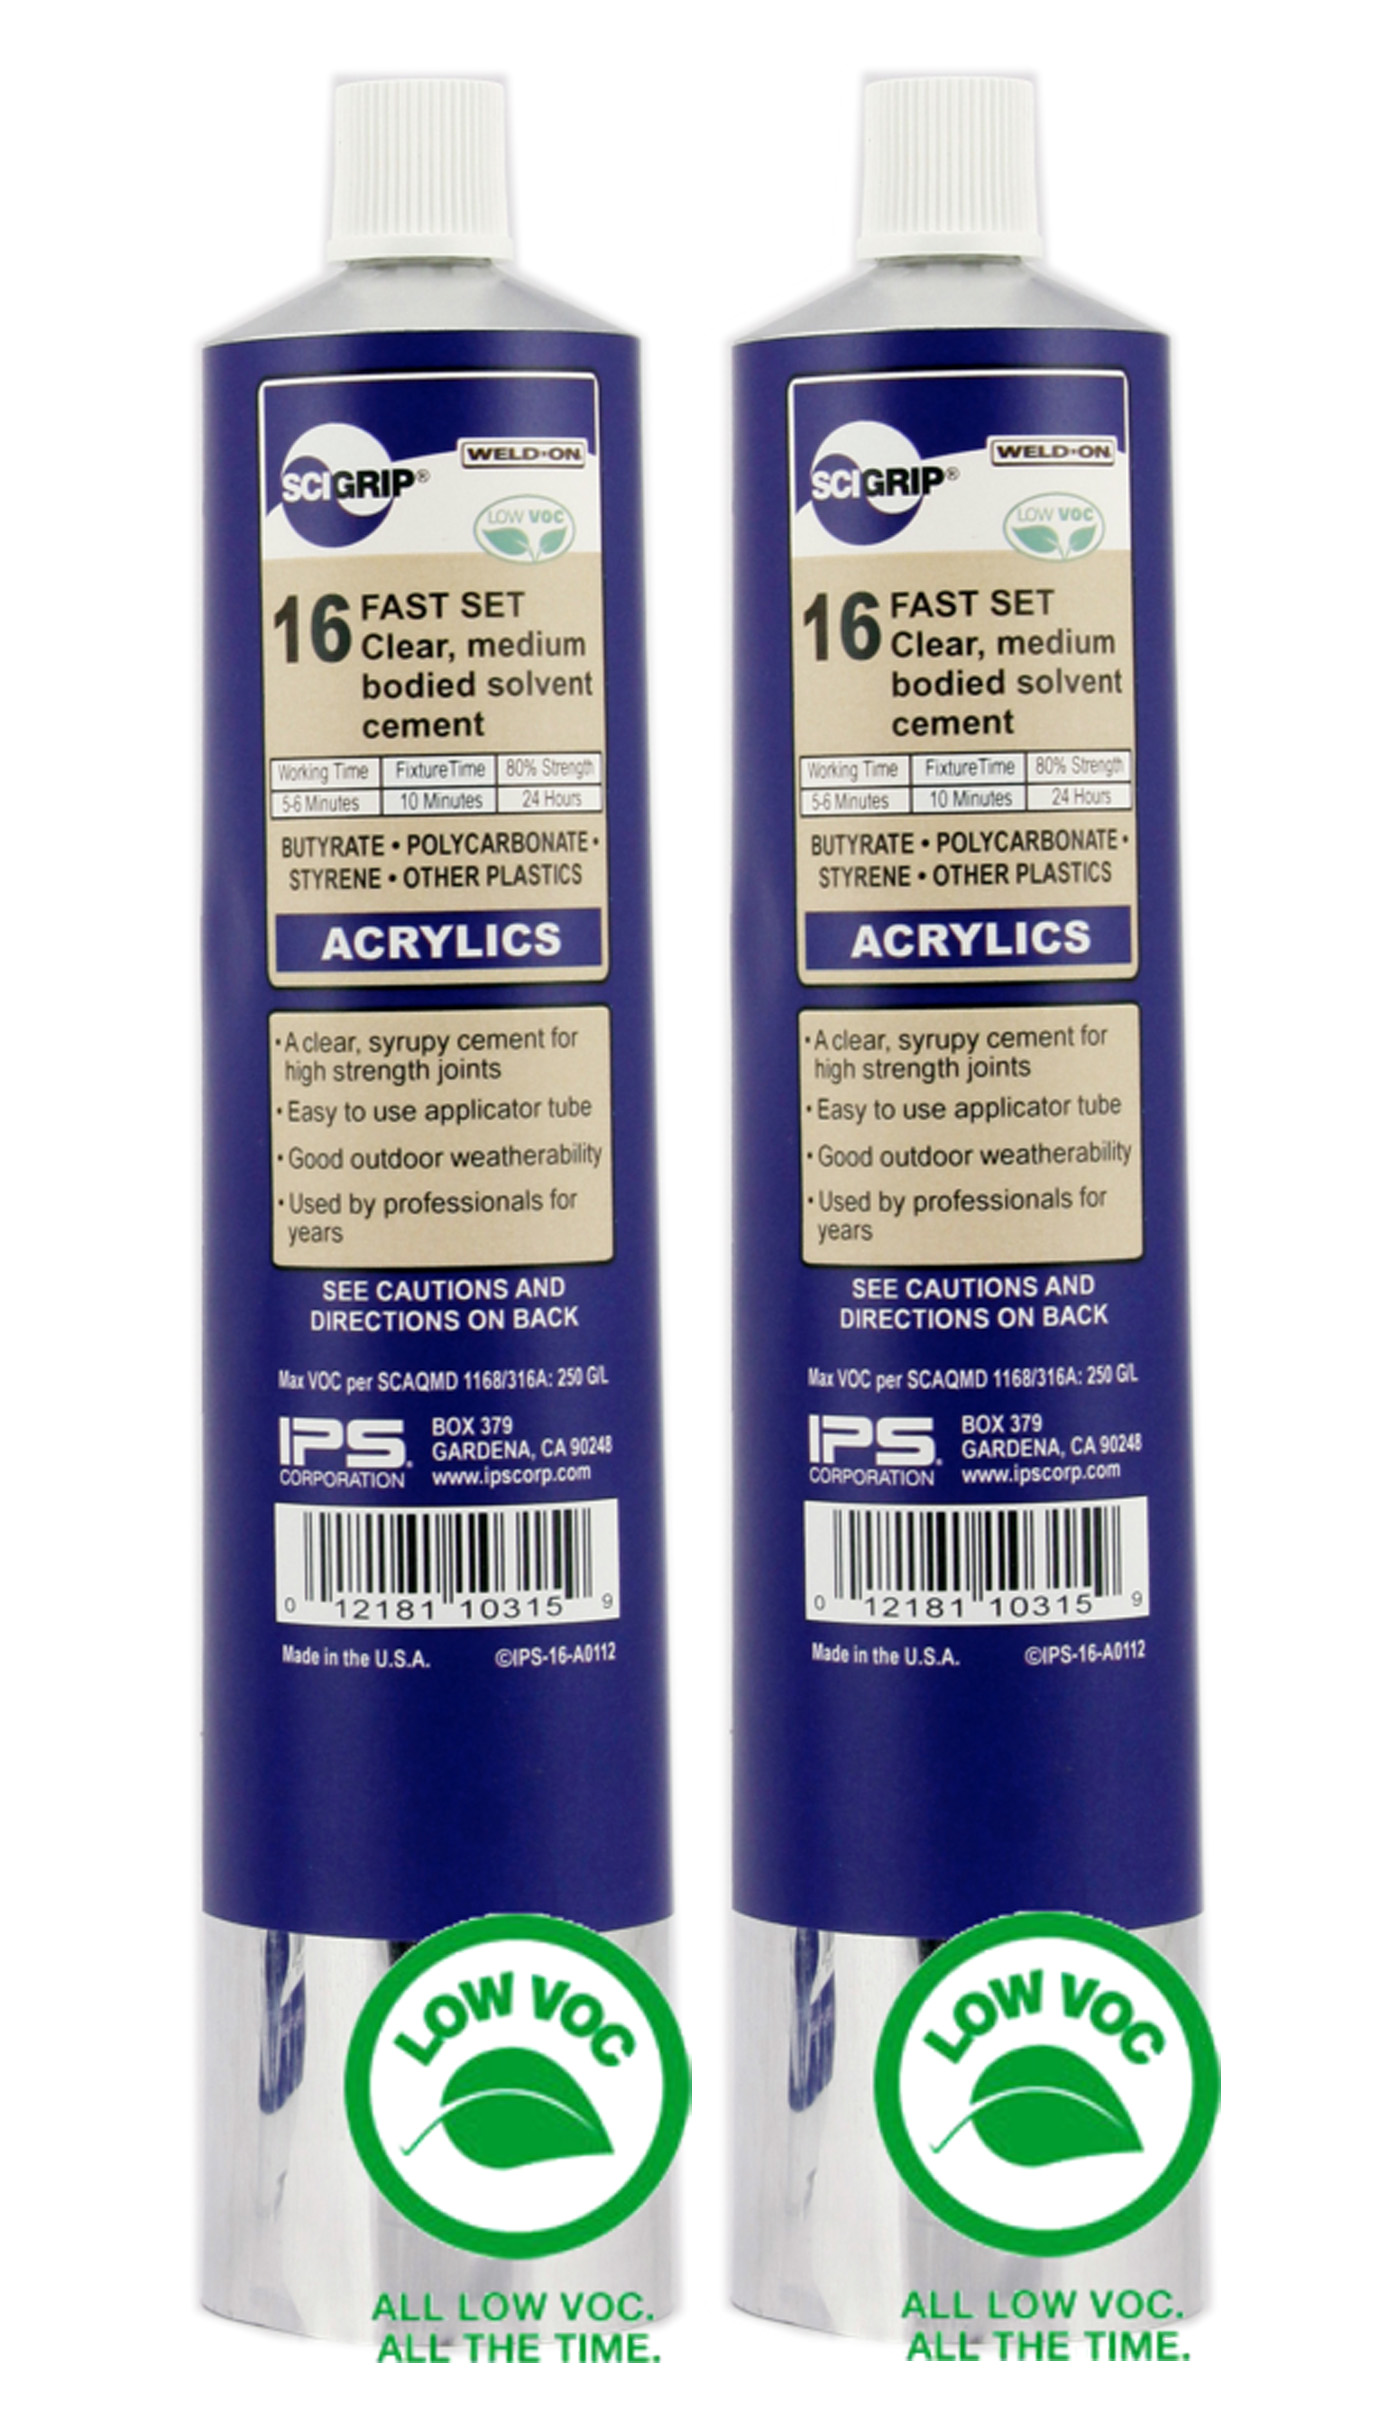 SCIGRIP®
WELD•ON
LOW VOC
16 FAST SET
Clear, medium
bodied solvent
cement
Working Time FixtureTime 80% Strength
5-6 Minutes 10 Minutes 24 Hours
BUTYRATE • POLYCARBONATE •
STYRENE • OTHER PLASTICS
ACRYLICS
• A clear, syrupy cement for
high strength joints
• Easy to use applicator tube
• Good outdoor weatherability
• Used by professionals for
years
SEE CAUTIONS AND
DIRECTIONS ON BACK
Max VOC per SCAQMD 1168/316A: 250 G/L
IPS.
CORPORATION
BOX 379
GARDENA, CA 90248
www.ipscorp.com
0 12181 10315 9
Made in the U.S.A. ©IPS-16-A0112
LOW VOC
ALL LOW VOC.
ALL THE TIME.
SCIGRIP®
WELD•ON
LOW VOC
16 FAST SET
Clear, medium
bodied solvent
cement
Working Time FixtureTime 80% Strength
5-6 Minutes 10 Minutes 24 Hours
BUTYRATE • POLYCARBONATE •
STYRENE • OTHER PLASTICS
ACRYLICS
• A clear, syrupy cement for
high strength joints
• Easy to use applicator tube
• Good outdoor weatherability
• Used by professionals for
years
SEE CAUTIONS AND
DIRECTIONS ON BACK
Max VOC per SCAQMD 1168/316A: 250 G/L
IPS.
CORPORATION
BOX 379
GARDENA, CA 90248
www.ipscorp.com
0 12181 10315 9
Made in the U.S.A. ©IPS-16-A0112
LOW VOC
ALL LOW VOC.
ALL THE TIME.